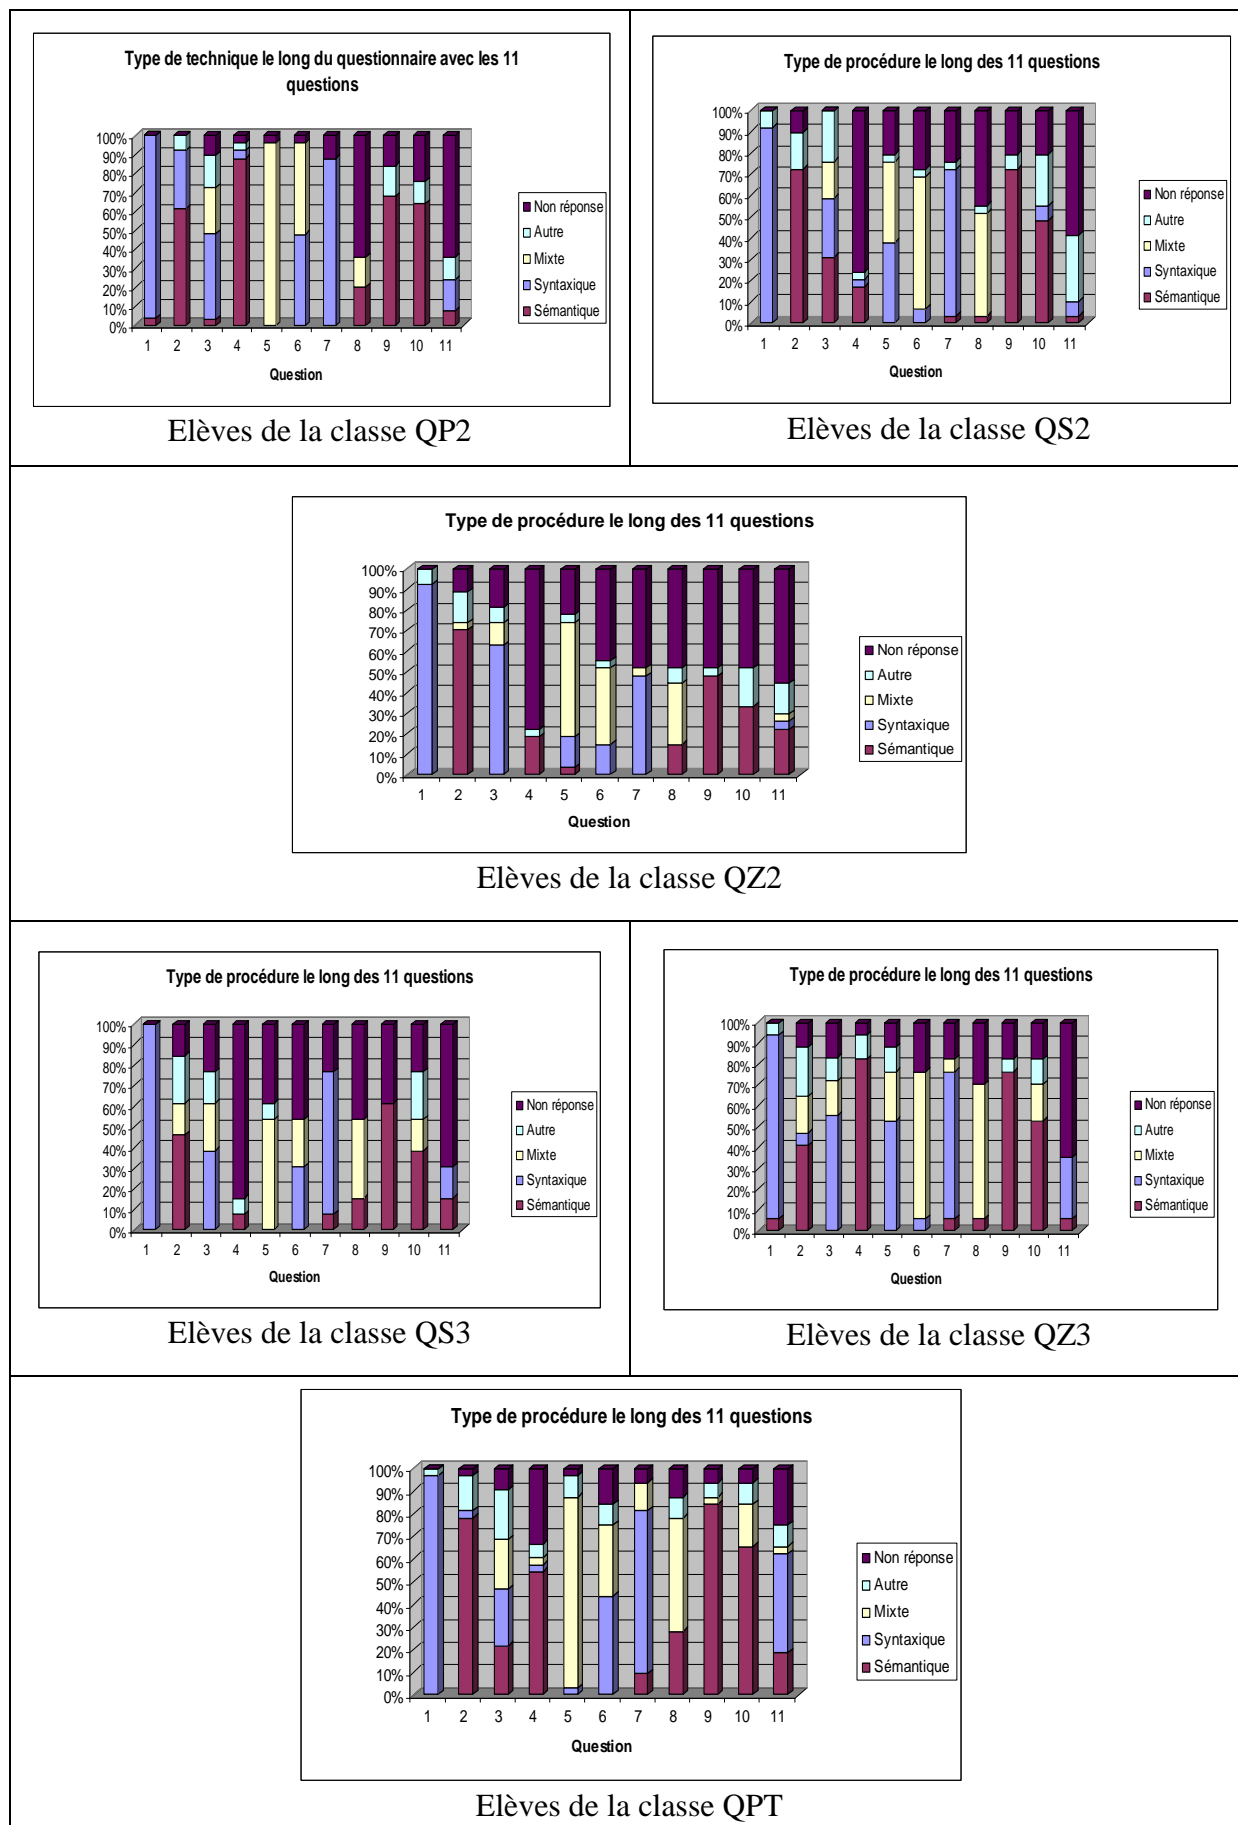 Type de technique le long du questionnaire avec les 11
questions
100%
90%
80%
70%
60%
50%
40%
30%
20%
10%
0%
1 2 3 4 5 6 7 8 9 10 11
Question
Non réponse
Autre
Mixte
Syntaxique
Sémantique
Elèves de la classe QP2
Type de procédure le long des 11 questions
100%
90%
80%
70%
60%
50%
40%
30%
20%
10%
0%
1 2 3 4 5 6 7 8 9 10 11
Question
Non réponse
Autre
Mixte
Syntaxique
Sémantique
Elèves de la classe QS2
Type de procédure le long des 11 questions
100%
90%
80%
70%
60%
50%
40%
30%
20%
10%
0%
1 2 3 4 5 6 7 8 9 10 11
Question
Non réponse
Autre
Mixte
Syntaxique
Sémantique
Elèves de la classe QZ2
Type de procédure le long des 11 questions
100%
90%
80%
70%
60%
50%
40%
30%
20%
10%
0%
1 2 3 4 5 6 7 8 9 10 11
Question
Non réponse
Autre
Mixte
Syntaxique
Sémantique
Elèves de la classe QS3
Type de procédure le long des 11 questions
100%
90%
80%
70%
60%
50%
40%
30%
20%
10%
0%
1 2 3 4 5 6 7 8 9 10 11
Question
Non réponse
Autre
Mixte
Syntaxique
Sémantique
Elèves de la classe QZ3
Type de procédure le long des 11 questions
100%
90%
80%
70%
60%
50%
40%
30%
20%
10%
0%
1 2 3 4 5 6 7 8 9 10 11
Question
Non réponse
Autre
Mixte
Syntaxique
Sémantique
Elèves de la classe QPT